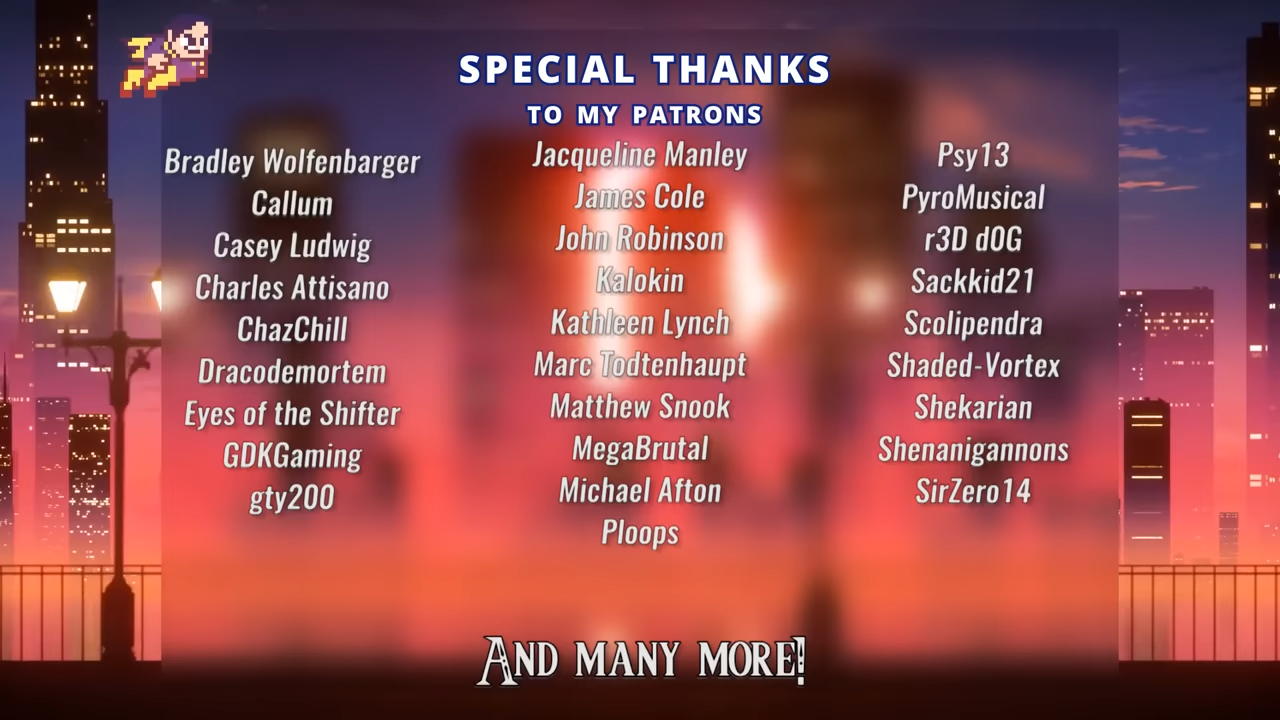 SPECIAL THANKS
TO MY PATRONS
Bradley Wolfenbarger
Callum
Casey Ludwig
Charles Attisano
ChazChill
Dracodemortem
Eyes of the Shifter
GDKGaming
gty200
Jacqueline Manley
James Cole
John Robinson
Kalokin
Kathleen Lynch
Marc Todtenhaupt
Matthew Snook
MegaBrutal
Michael Afton
Ploops
Psy13
PyroMusical
r3D d0G
Sackkid21
Scolipendra
Shaded-Vortex
Shekarian
Shenanigannons
SirZero14
AND MANY MORE!